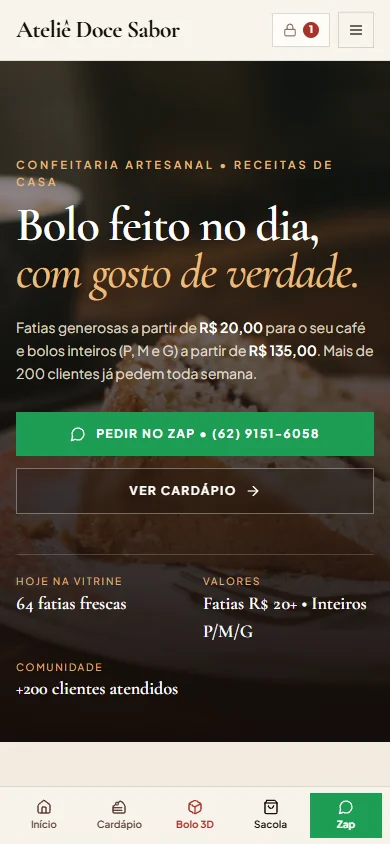 Ateliê Doce Sabor
1
CONFEITARIA ARTESANAL • RECEITAS DE
CASA
Bolo feito no dia,
com gosto de verdade.
Fatias generosas a partir de R$ 20,00 para o seu café
e bolos inteiros (P, M e G) a partir de R$ 135,00. Mais de
200 clientes já pedem toda semana.
PEDIR NO ZAP • (62) 9151-6058
VER CARDÁPIO
HOJE NA VITRINE
64 fatias frescas
VALORES
Fatias R$ 20+ • Inteiros
P/M/G
COMUNIDADE
+200 clientes atendidos
Início
Cardápio
Bolo 3D
Sacola
Zap